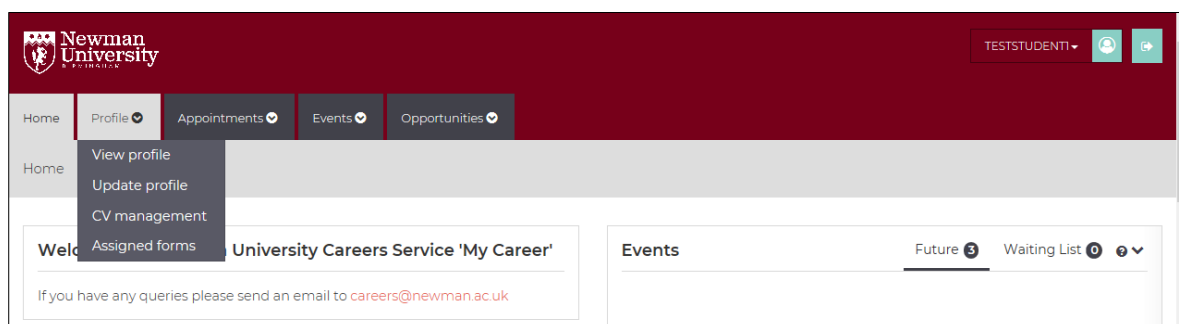 Newman
University
BIRMINGHAM
TESTSTUDENT1
Home Profile Appointments Events Opportunities
Home
View profile
Update profile
CV management
Assigned forms
Welc University Careers Service 'My Career'
If you have any queries please send an email to careers@newman.ac.uk
Events Future 3 Waiting List 0